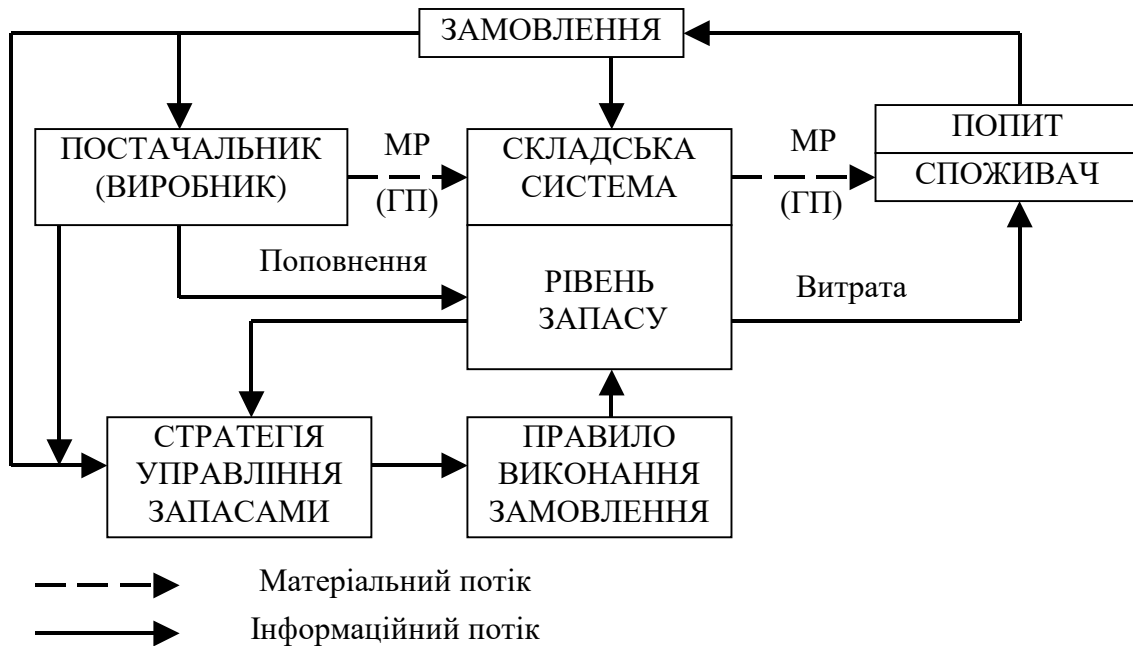 ЗАМОВЛЕННЯ
ПОСТАЧАЛЬНИК
(ВИРОБНИК)
МР
(ГП)
СКЛАДСЬКА
СИСТЕМА
МР
(ГП)
ПОПИТ
СПОЖИВАЧ
Поповнення
РІВЕНЬ
ЗАПАСУ
Витрата
СТРАТЕГІЯ
УПРАВЛІННЯ
ЗАПАСАМИ
ПРАВИЛО
ВИКОНАННЯ
ЗАМОВЛЕННЯ
Матеріальний потік
Інформаційний потік